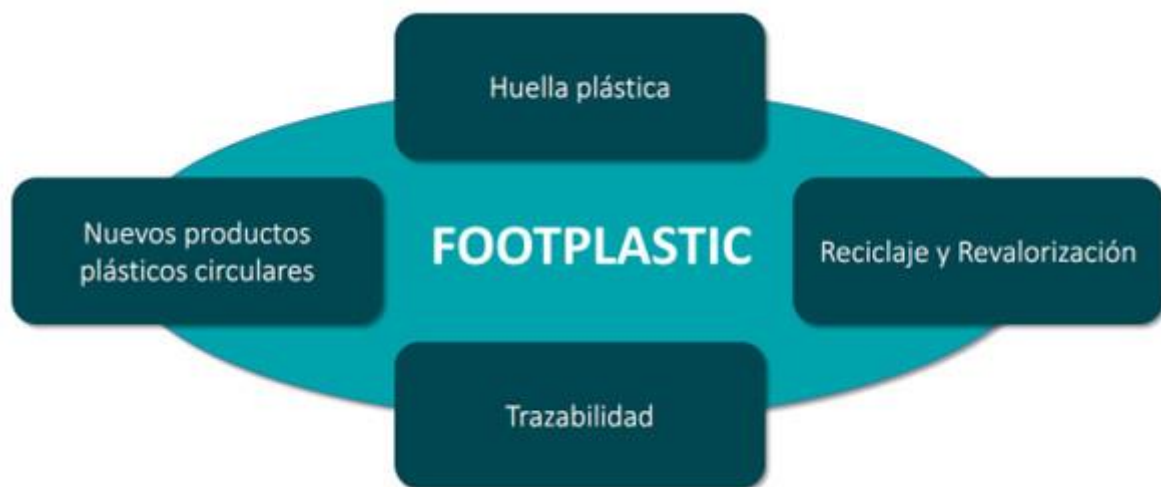 Huella plástica
Nuevos productos
plásticos circulares
FOOTPLASTIC
Reciclaje y Revalorización
Trazabilidad